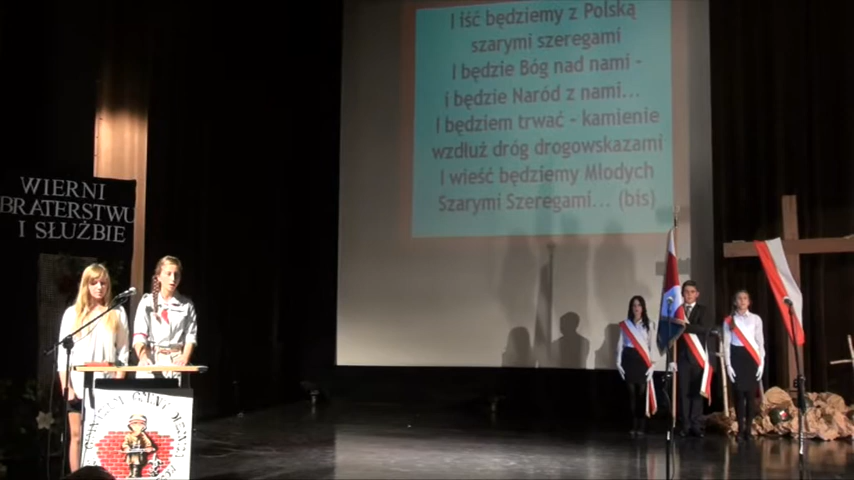 I iść będziemy z Polską
szarymi szeregami
I będzie Bóg nad nami -
i będzie Naród z nami...
I będziem trwać - kamienie
wzdłuż dróg drogowskazami
I wieść będziemy Młodych
Szarymi Szeregami... (bis)
WIERNI
BRATERSTWU
I SŁUŻBIE